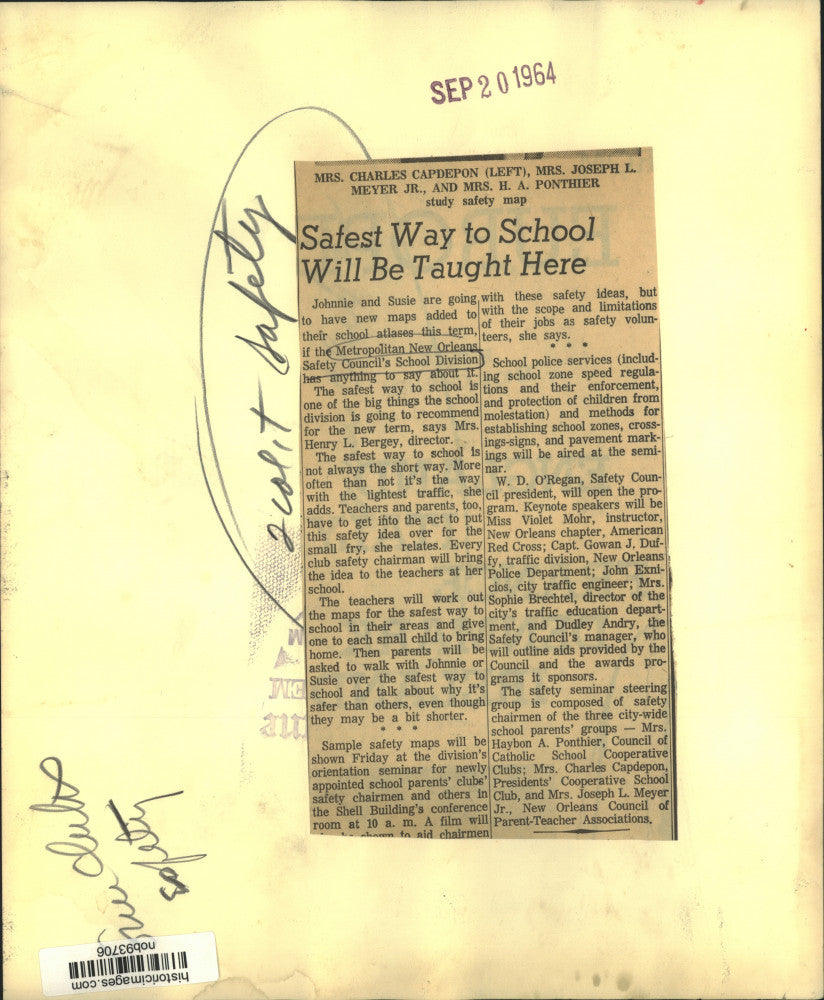 SEP 20 1964
MRS. CHARLES CAPDEPON (LEFT), MRS. JOSEPH L.
MEYER JR., AND MRS. H. A. PONTHIER
study safety map
Safest Way to School
Will Be Taught Here
Johnnie and Susie are going
to have new maps added to
their school atlases this term,
if the Metropolitan New Orleans
Safety Council's School Division
has anything to say about it.
The safest way to school is
one of the big things the school
division is going to recommend
for the new term, says Mrs.
Henry L. Bergey, director.
The safest way to school is
not always the short way. More
often than not it's the way
with the lightest traffic, she
adds. Teachers and parents, too,
have to get into the act to put
this safety idea over for the
small fry, she relates. Every
club safety chairman will bring
the idea to the teachers at her
school.
The teachers will work out
the maps for the safest way to
school in their areas and give
one to each small child to bring
home. Then parents will be
asked to walk with Johnnie or
Susie over the safest way to
school and talk about why it's
safer than others, even though
they may be a bit shorter.
* * *
Sample safety maps will be
shown Friday at the division's
orientation seminar for newly
appointed school parents' clubs'
safety chairmen and others in
the Shell Building's conference
room at 10 a. m. A film will
be shown to aid chairmen
with these safety ideas, but
with the scope and limitations
of their jobs as safety volun-
teers, she says.
* * *
School police services (includ-
ing school zone speed regula-
tions and their enforcement,
and protection of children from
molestation) and methods for
establishing school zones, cross-
ings-signs, and pavement mark-
ings will be aired at the semi-
nar.
W. D. O'Regan, Safety Coun-
cil president, will open the pro-
gram. Keynote speakers will be
Miss Violet Mohr, instructor,
New Orleans chapter, American
Red Cross; Capt. Gowan J. Duf-
fy, traffic division, New Orleans
Police Department; John Exni-
cios, city traffic engineer; Mrs.
Sophie Brechtel, director of the
city's traffic education depart-
ment, and Dudley Andry, the
Safety Council's manager, who
will outline aids provided by the
Council and the awards pro-
grams it sponsors.
The safety seminar steering
group is composed of safety
chairmen of the three city-wide
school parents' groups — Mrs.
Haybon A. Ponthier, Council of
Catholic School Cooperative
Clubs; Mrs. Charles Capdepon,
Presidents' Cooperative School
Club, and Mrs. Joseph L. Meyer
Jr., New Orleans Council of
Parent-Teacher Associations.
safety
clubs
safety
historicimages.com
nob93706